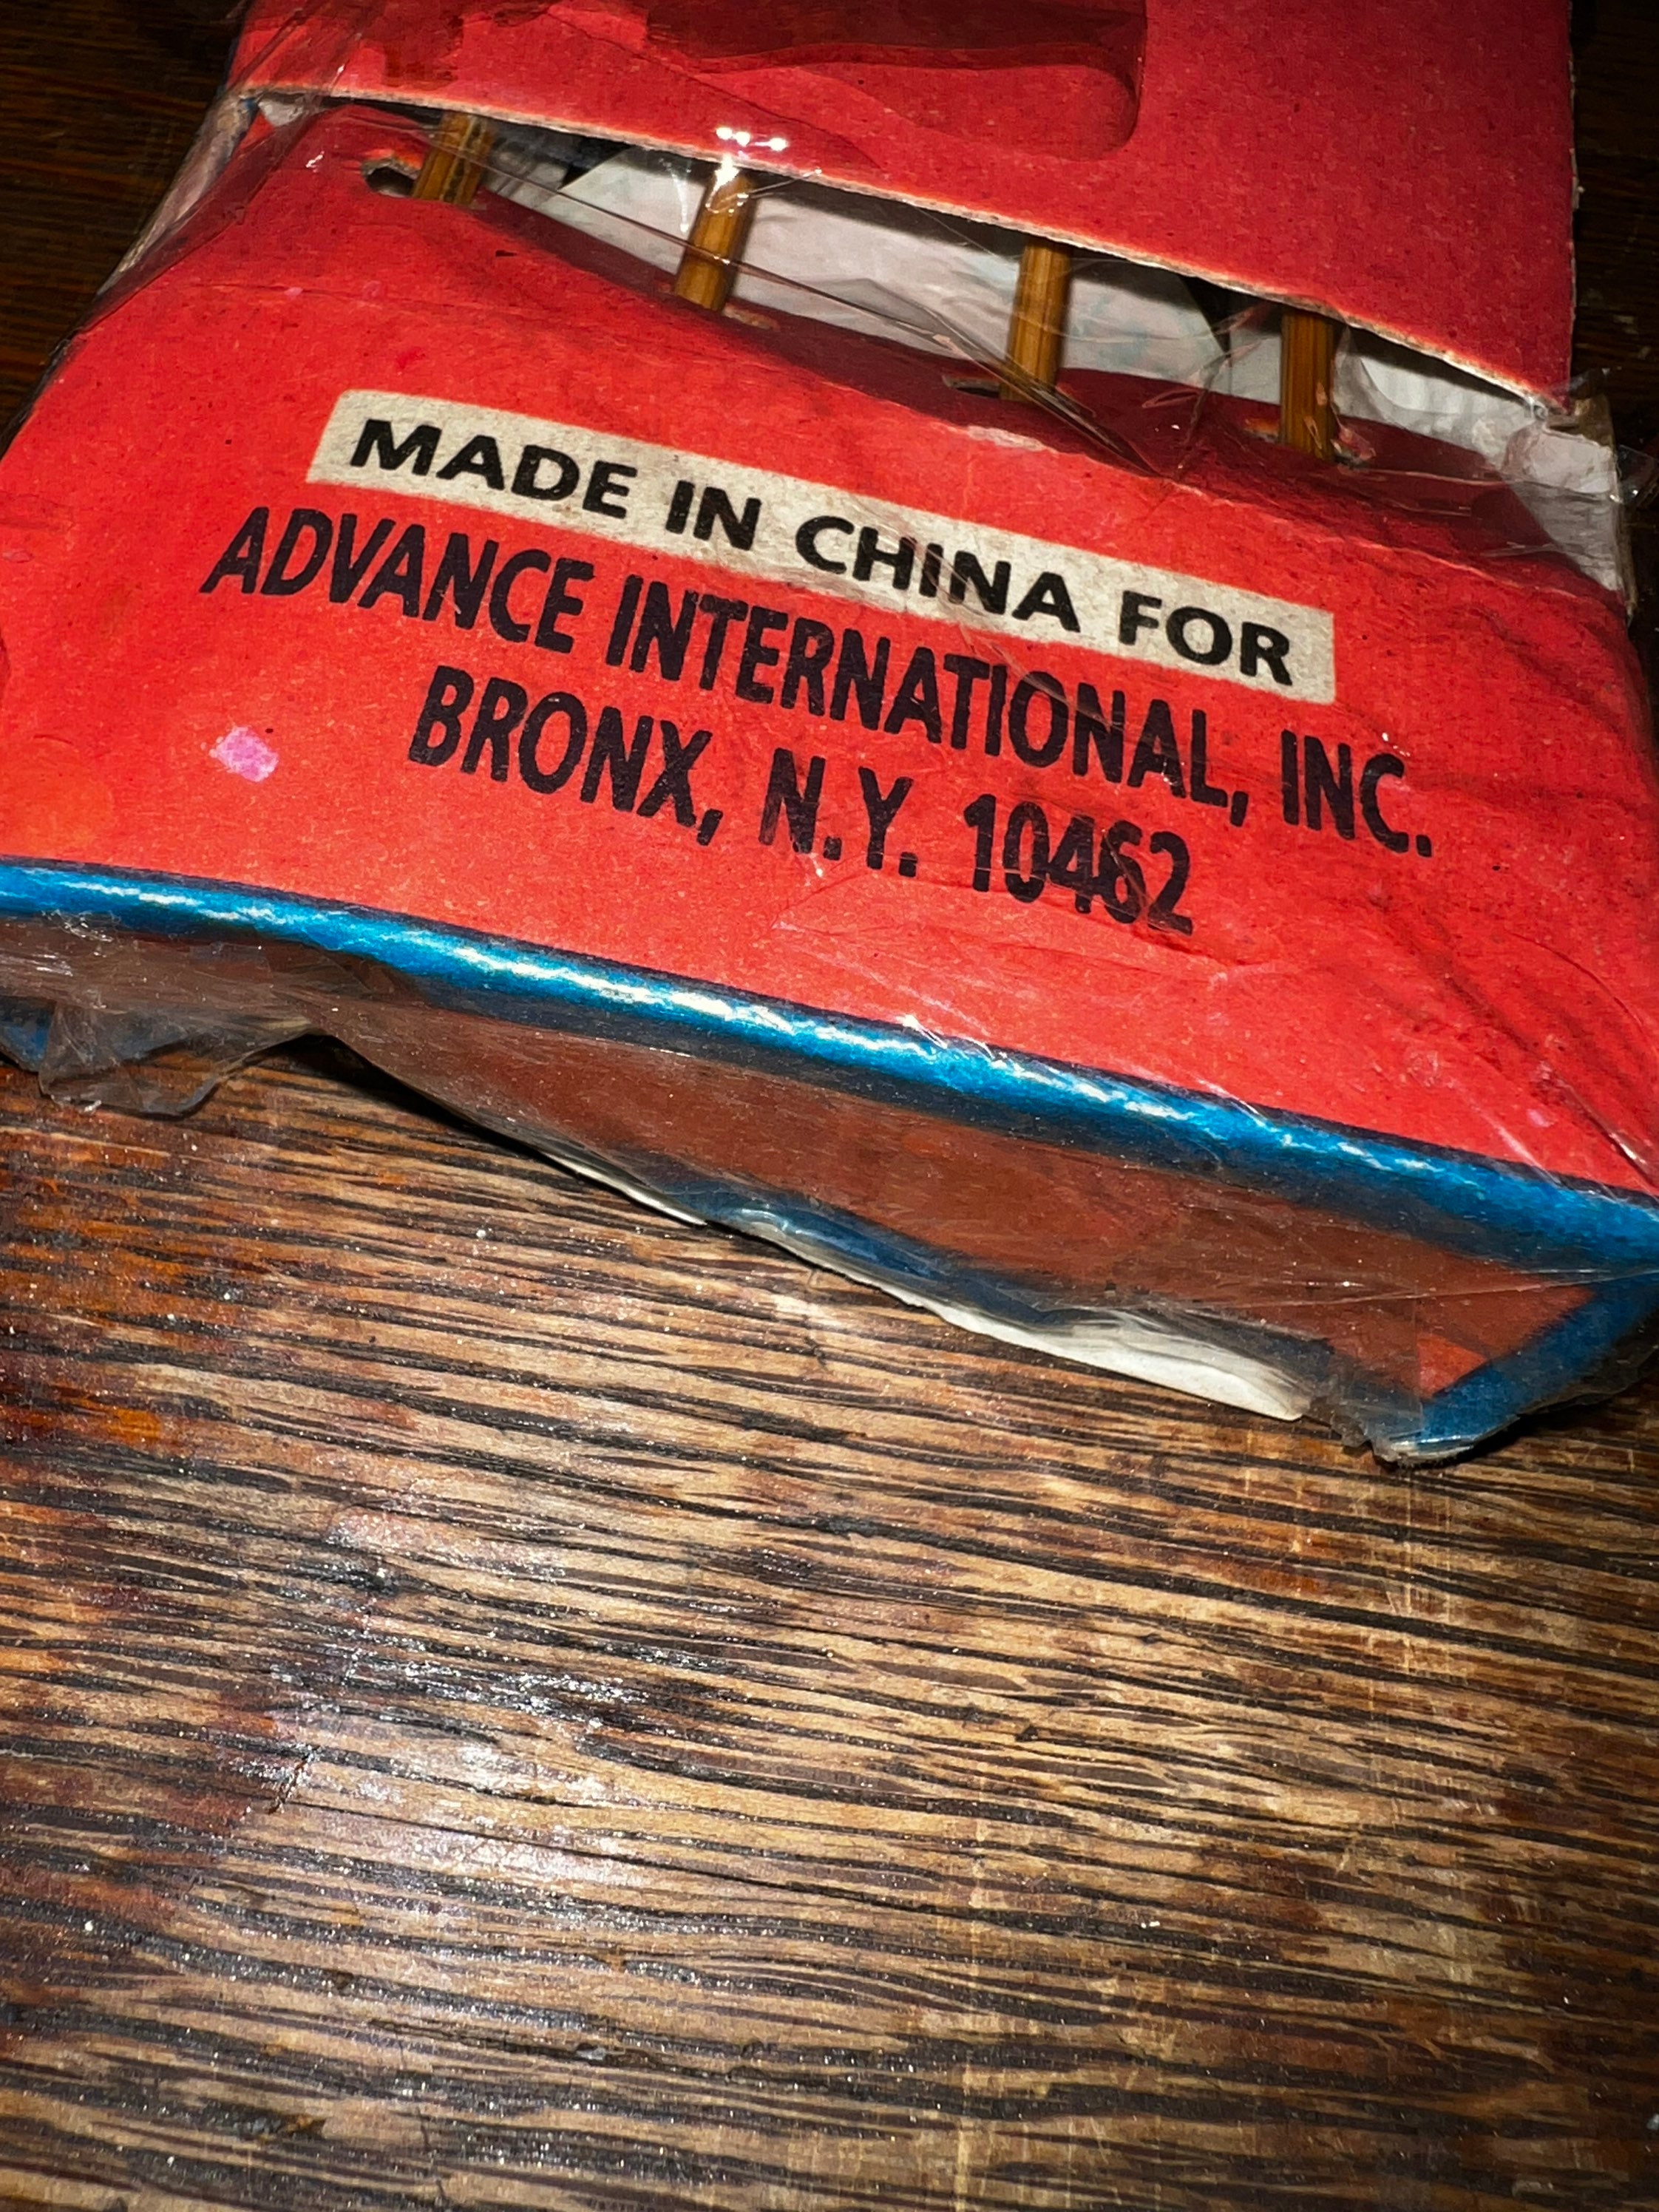 MADE IN CHINA FOR
ADVANCE INTERNATIONAL, INC.
BRONX, N.Y. 10462